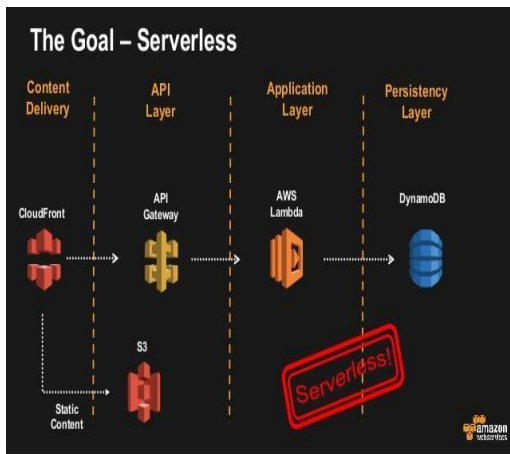 The Goal – Serverless
Content
Delivery
API
Layer
Application
Layer
Persistency
Layer
CloudFront
API
Gateway
AWS
Lambda
DynamoDB
S3
Static
Content
Serverless!
amazon
webservices